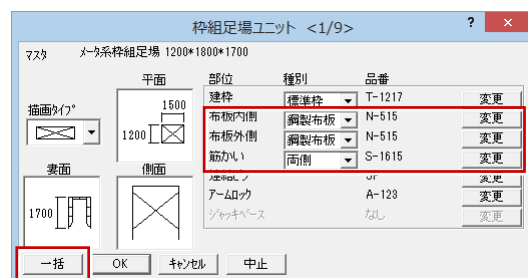 枠組足場ユニット <1/9>
? ×
マスタ メータ系枠組足場 1200*1800*1700
平面 部位 種別 品番
描画タイプ
1500
1200
建枠 標準枠 T-1217 変更
布板内側 鋼製布板 N-515 変更
布板外側 鋼製布板 N-515 変更
筋かい 両側 S-1615 変更
変更
アームロック A-123 変更
ジャッキベース なし 変更
妻面 側面
1700
一括 OK キャンセル 中止